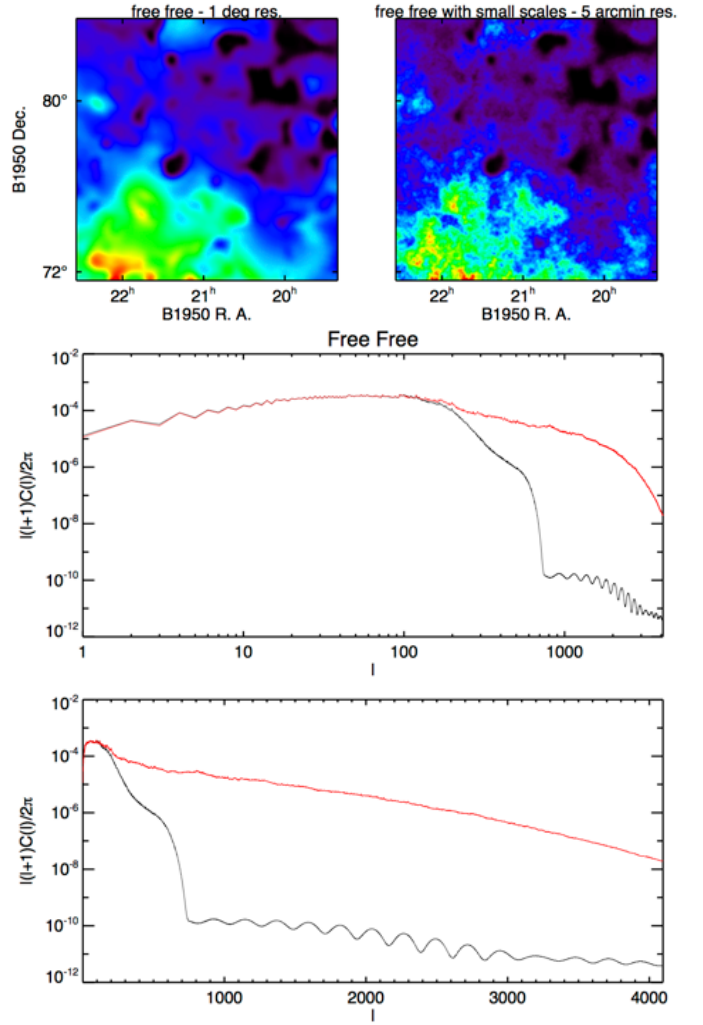 free free - 1 deg res.
free free with small scales - 5 arcmin res.
B1950 Dec.
80°
72°
22ʰ 21ʰ 20ʰ
B1950 R. A.
22ʰ 21ʰ 20ʰ
B1950 R. A.
Free Free
l(l+1)C(l)/2π
10⁻²
10⁻⁴
10⁻⁶
10⁻⁸
10⁻¹⁰
10⁻¹²
1 10 100 1000
l
l(l+1)C(l)/2π
10⁻²
10⁻⁴
10⁻⁶
10⁻⁸
10⁻¹⁰
10⁻¹²
1000 2000 3000 4000
l